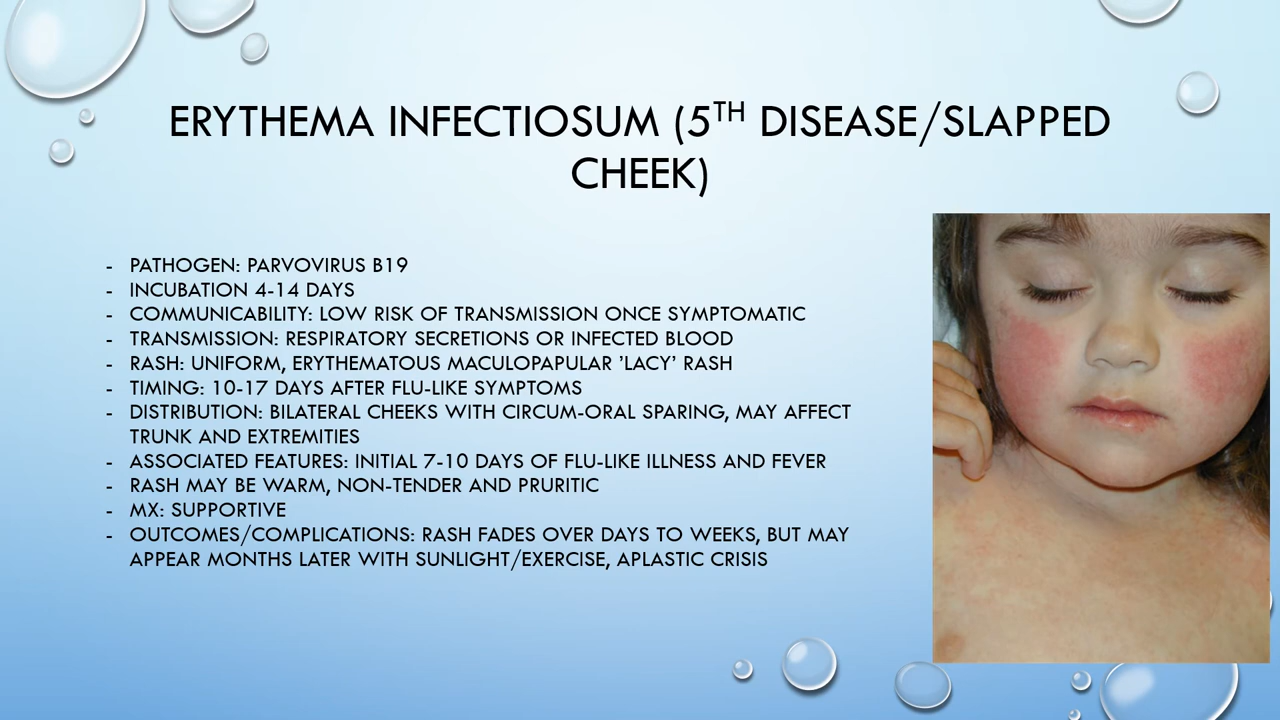 ERYTHEMA INFECTIOSUM (5TH DISEASE/SLAPPED
CHEEK)
- PATHOGEN: PARVOVIRUS B19
- INCUBATION 4-14 DAYS
- COMMUNICABILITY: LOW RISK OF TRANSMISSION ONCE SYMPTOMATIC
- TRANSMISSION: RESPIRATORY SECRETIONS OR INFECTED BLOOD
- RASH: UNIFORM, ERYTHEMATOUS MACULOPAPULAR ’LACY’ RASH
- TIMING: 10-17 DAYS AFTER FLU-LIKE SYMPTOMS
- DISTRIBUTION: BILATERAL CHEEKS WITH CIRCUM-ORAL SPARING, MAY AFFECT
TRUNK AND EXTREMITIES
- ASSOCIATED FEATURES: INITIAL 7-10 DAYS OF FLU-LIKE ILLNESS AND FEVER
- RASH MAY BE WARM, NON-TENDER AND PRURITIC
- MX: SUPPORTIVE
- OUTCOMES/COMPLICATIONS: RASH FADES OVER DAYS TO WEEKS, BUT MAY
APPEAR MONTHS LATER WITH SUNLIGHT/EXERCISE, APLASTIC CRISIS